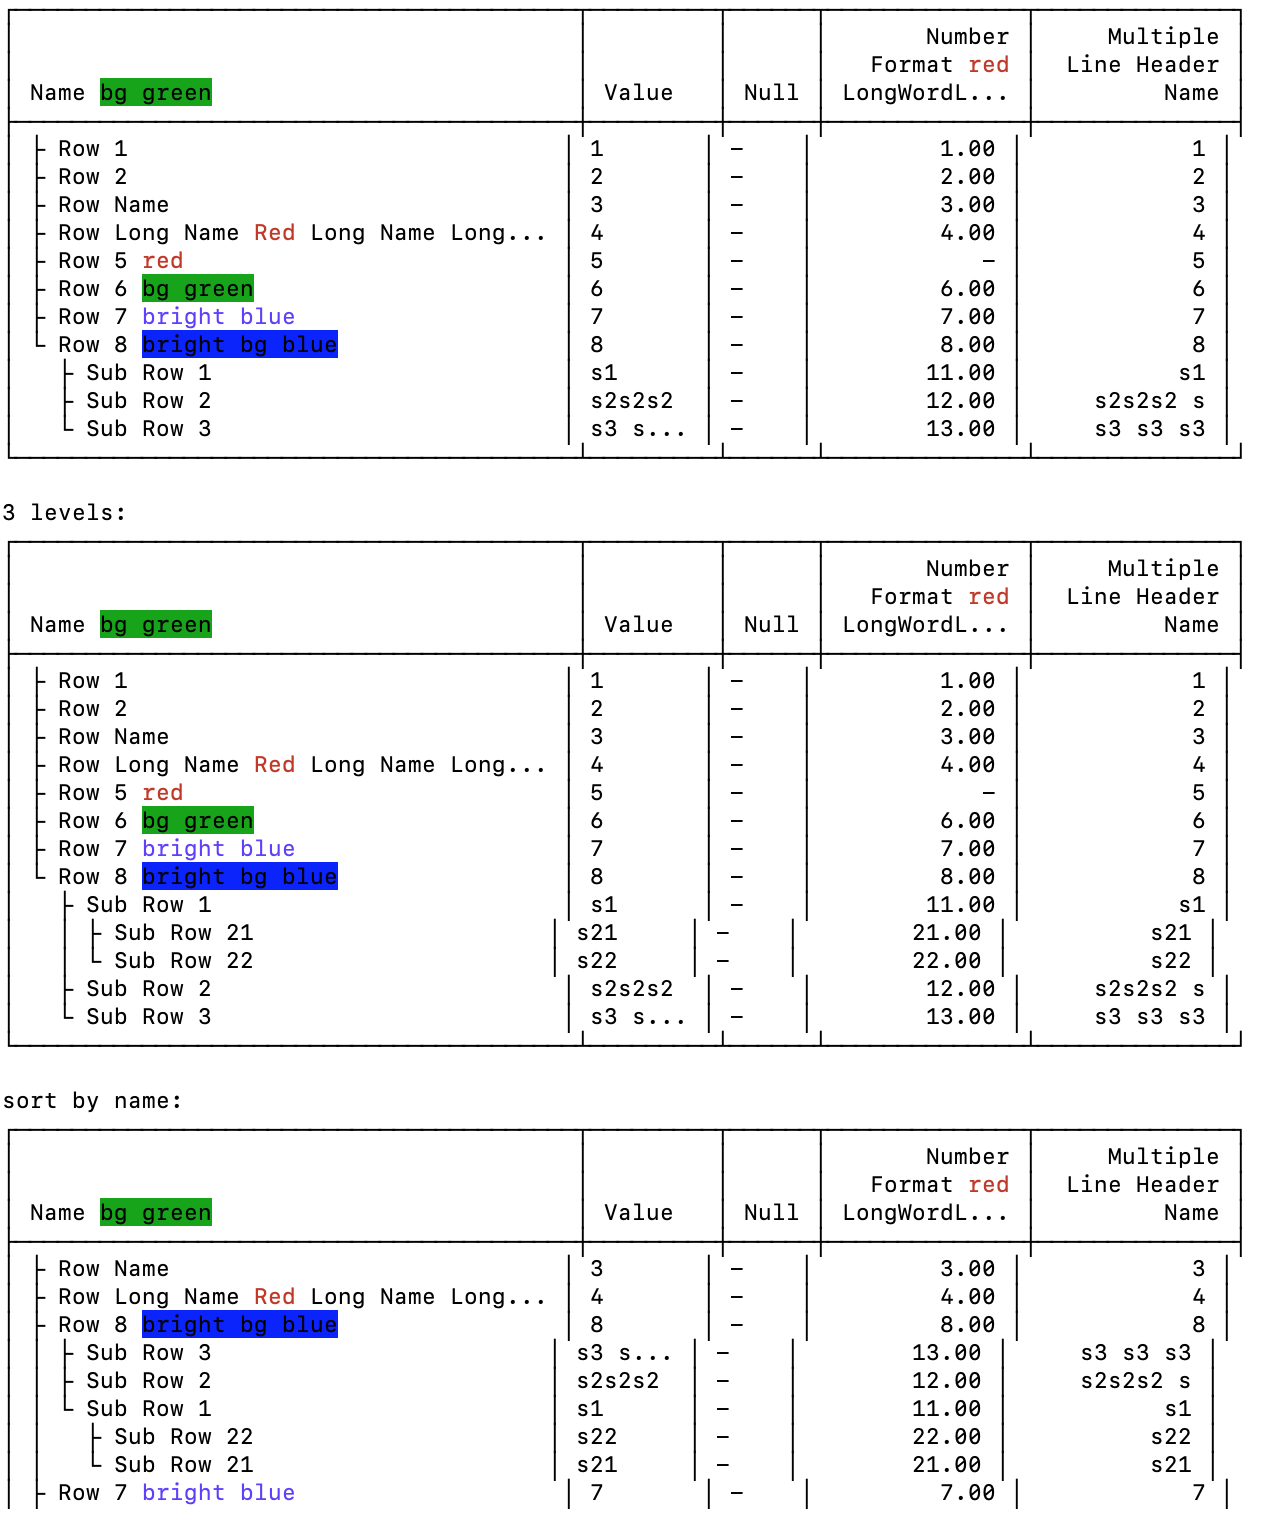 Number Multiple
Format red Line Header
Name bg green Value Null LongWordL... Name
├ Row 1 1 – 1.00 1
├ Row 2 2 – 2.00 2
├ Row Name 3 – 3.00 3
├ Row Long Name Red Long Name Long... 4 – 4.00 4
├ Row 5 red 5 – – 5
├ Row 6 bg green 6 – 6.00 6
├ Row 7 bright blue 7 – 7.00 7
└ Row 8 bright bg blue 8 – 8.00 8
├ Sub Row 1 s1 – 11.00 s1
├ Sub Row 2 s2s2s2 – 12.00 s2s2s2 s
└ Sub Row 3 s3 s... – 13.00 s3 s3 s3
3 levels:
Number Multiple
Format red Line Header
Name bg green Value Null LongWordL... Name
├ Row 1 1 – 1.00 1
├ Row 2 2 – 2.00 2
├ Row Name 3 – 3.00 3
├ Row Long Name Red Long Name Long... 4 – 4.00 4
├ Row 5 red 5 – – 5
├ Row 6 bg green 6 – 6.00 6
├ Row 7 bright blue 7 – 7.00 7
└ Row 8 bright bg blue 8 – 8.00 8
├ Sub Row 1 s1 – 11.00 s1
│ ├ Sub Row 21 s21 – 21.00 s21
│ └ Sub Row 22 s22 – 22.00 s22
├ Sub Row 2 s2s2s2 – 12.00 s2s2s2 s
└ Sub Row 3 s3 s... – 13.00 s3 s3 s3
sort by name:
Number Multiple
Format red Line Header
Name bg green Value Null LongWordL... Name
├ Row Name 3 – 3.00 3
├ Row Long Name Red Long Name Long... 4 – 4.00 4
├ Row 8 bright bg blue 8 – 8.00 8
│ ├ Sub Row 3 s3 s... – 13.00 s3 s3 s3
│ ├ Sub Row 2 s2s2s2 – 12.00 s2s2s2 s
│ └ Sub Row 1 s1 – 11.00 s1
│ ├ Sub Row 22 s22 – 22.00 s22
│ └ Sub Row 21 s21 – 21.00 s21
├ Row 7 bright blue 7 – 7.00 7